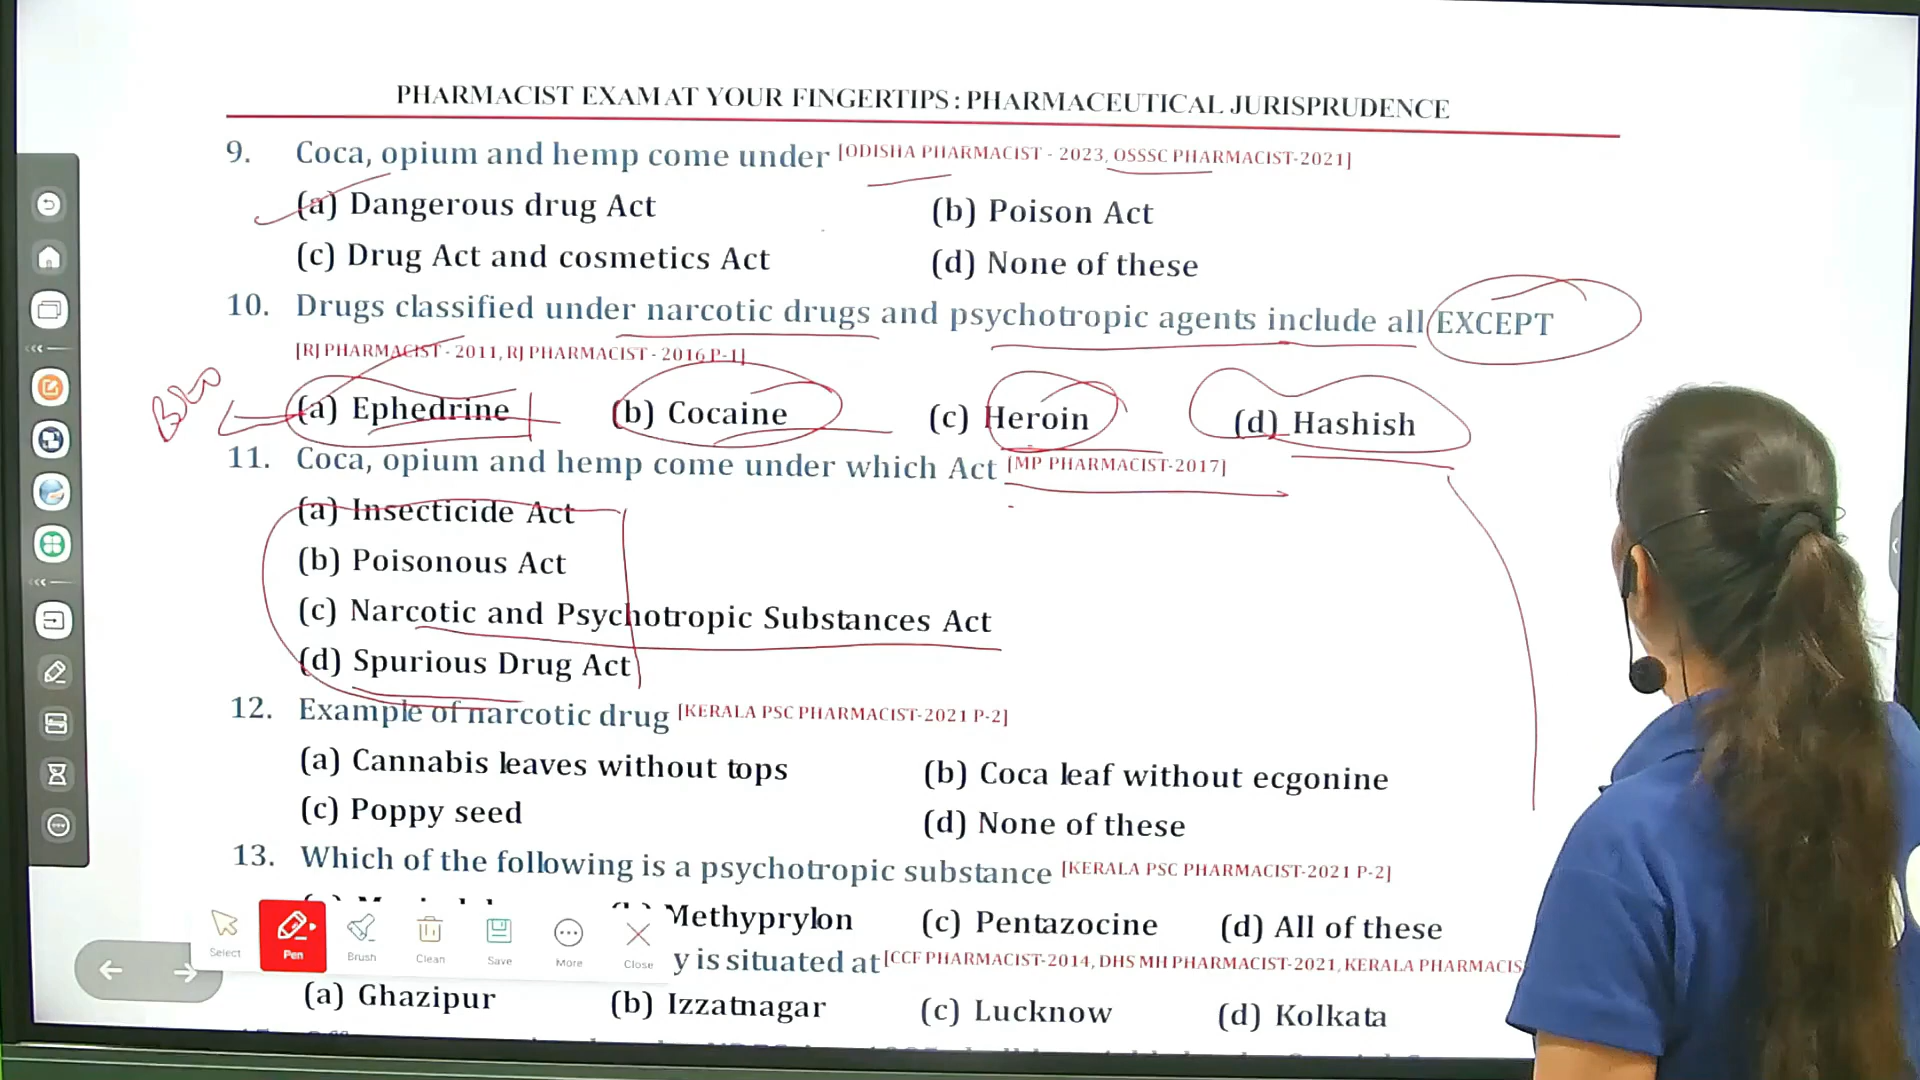 PHARMACIST EXAM AT YOUR FINGERTIPS : PHARMACEUTICAL JURISPRUDENCE
9. Coca, opium and hemp come under [ODISHA PHARMACIST - 2023, OSSSC PHARMACIST-2021]
(a) Dangerous drug Act (b) Poison Act
(c) Drug Act and cosmetics Act (d) None of these
10. Drugs classified under narcotic drugs and psychotropic agents include all EXCEPT
[RJ PHARMACIST - 2011, RJ PHARMACIST - 2016 P-1]
(a) Ephedrine (b) Cocaine (c) Heroin (d) Hashish
11. Coca, opium and hemp come under which Act [MP PHARMACIST-2017]
(a) Insecticide Act
(b) Poisonous Act
(c) Narcotic and Psychotropic Substances Act
(d) Spurious Drug Act
12. Example of narcotic drug [KERALA PSC PHARMACIST-2021 P-2]
(a) Cannabis leaves without tops (b) Coca leaf without ecgonine
(c) Poppy seed (d) None of these
13. Which of the following is a psychotropic substance [KERALA PSC PHARMACIST-2021 P-2]
Methyprylon (c) Pentazocine (d) All of these
y is situated at [CCF PHARMACIST-2014, DHS MH PHARMACIST-2021, KERALA PHARMACIS
(a) Ghazipur (b) Izzatnagar (c) Lucknow (d) Kolkata
Select Pen Brush Clean Save More Close